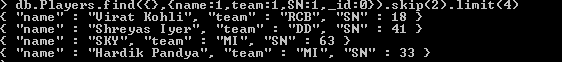 > db.Players.find({},{name:1,team:1,SN:1,_id:0}).skip(2).limit(4)
{ "name" : "Virat Kohli", "team" : "RCB", "SN" : 18 }
{ "name" : "Shreyas Iyer", "team" : "DD", "SN" : 41 }
{ "name" : "SKY", "team" : "MI", "SN" : 63 }
{ "name" : "Hardik Pandya", "team" : "MI", "SN" : 33 }